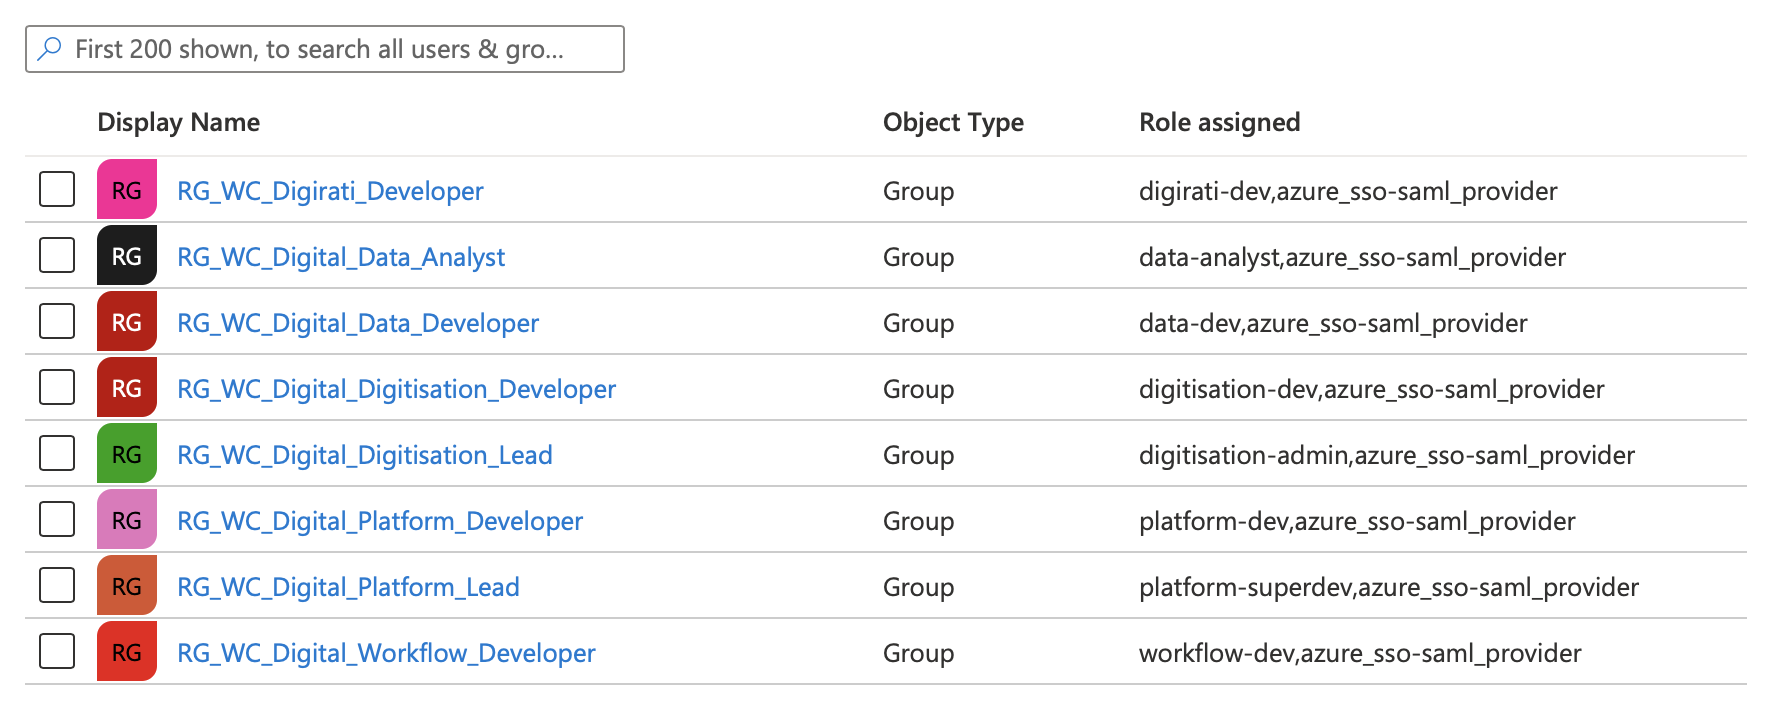 First 200 shown, to search all users & gro...
Display Name Object Type Role assigned
RG RG_WC_Digirati_Developer Group digirati-dev,azure_sso-saml_provider
RG RG_WC_Digital_Data_Analyst Group data-analyst,azure_sso-saml_provider
RG RG_WC_Digital_Data_Developer Group data-dev,azure_sso-saml_provider
RG RG_WC_Digital_Digitisation_Developer Group digitisation-dev,azure_sso-saml_provider
RG RG_WC_Digital_Digitisation_Lead Group digitisation-admin,azure_sso-saml_provider
RG RG_WC_Digital_Platform_Developer Group platform-dev,azure_sso-saml_provider
RG RG_WC_Digital_Platform_Lead Group platform-superdev,azure_sso-saml_provider
RG RG_WC_Digital_Workflow_Developer Group workflow-dev,azure_sso-saml_provider